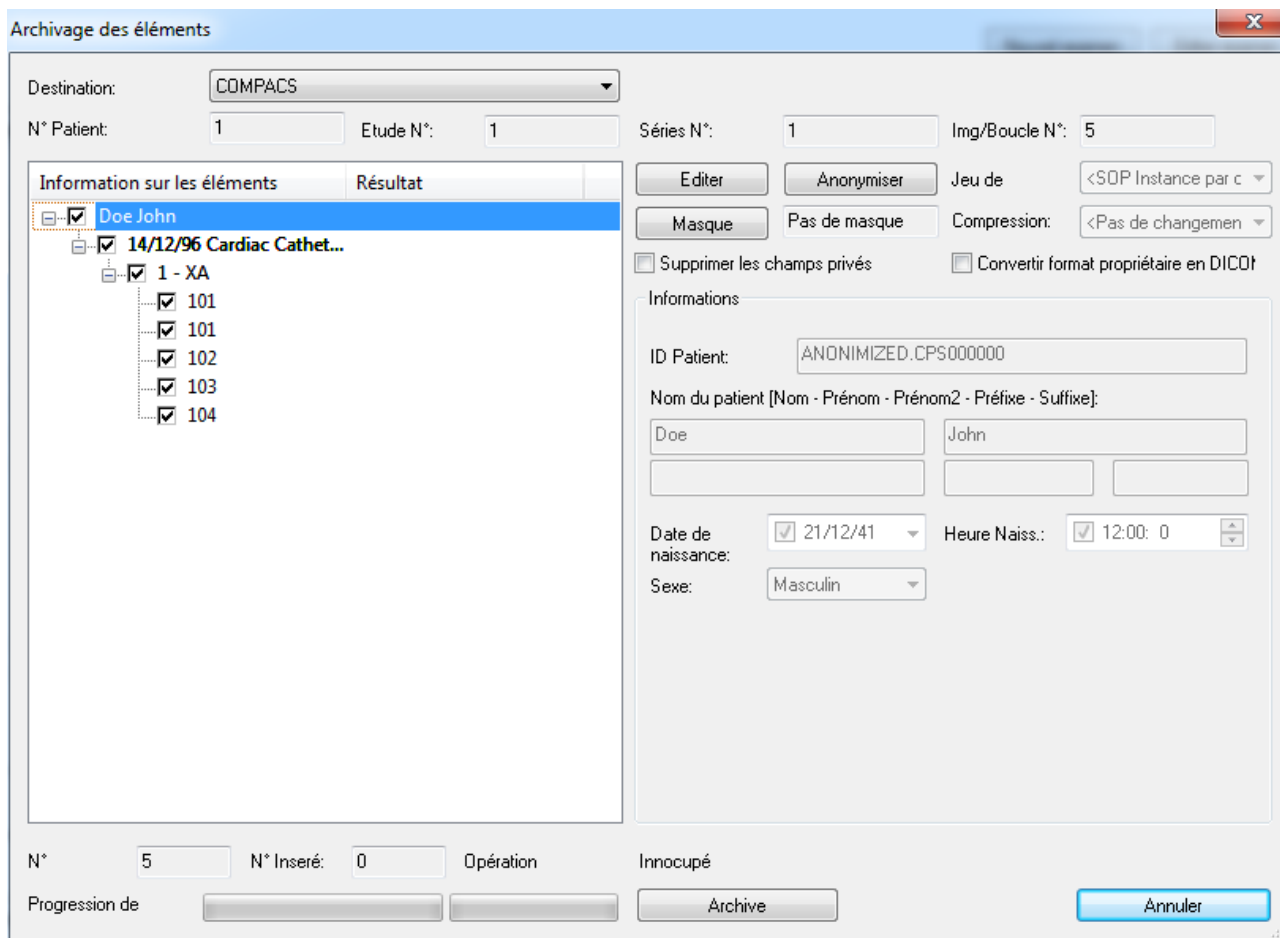 Archivage des éléments
Destination: COMPACS
N° Patient: 1 Etude N°: 1 Séries N°: 1 Img/Boucle N°: 5
Information sur les éléments Résultat
Doe John
14/12/96 Cardiac Cathet...
1 - XA
101
101
102
103
104
Editer Anonymiser Jeu de <SOP Instance par c
Masque Pas de masque Compression: <Pas de changemen
Supprimer les champs privés Convertir format propriétaire en DICOM
Informations
ID Patient: ANONIMIZED.CPS000000
Nom du patient [Nom - Prénom - Prénom2 - Préfixe - Suffixe]:
Doe John
Date de naissance: 21/12/41 Heure Naiss.: 12:00: 0
Sexe: Masculin
N° 5 N° Inseré: 0 Opération Innocupé
Progression de Archive Annuler